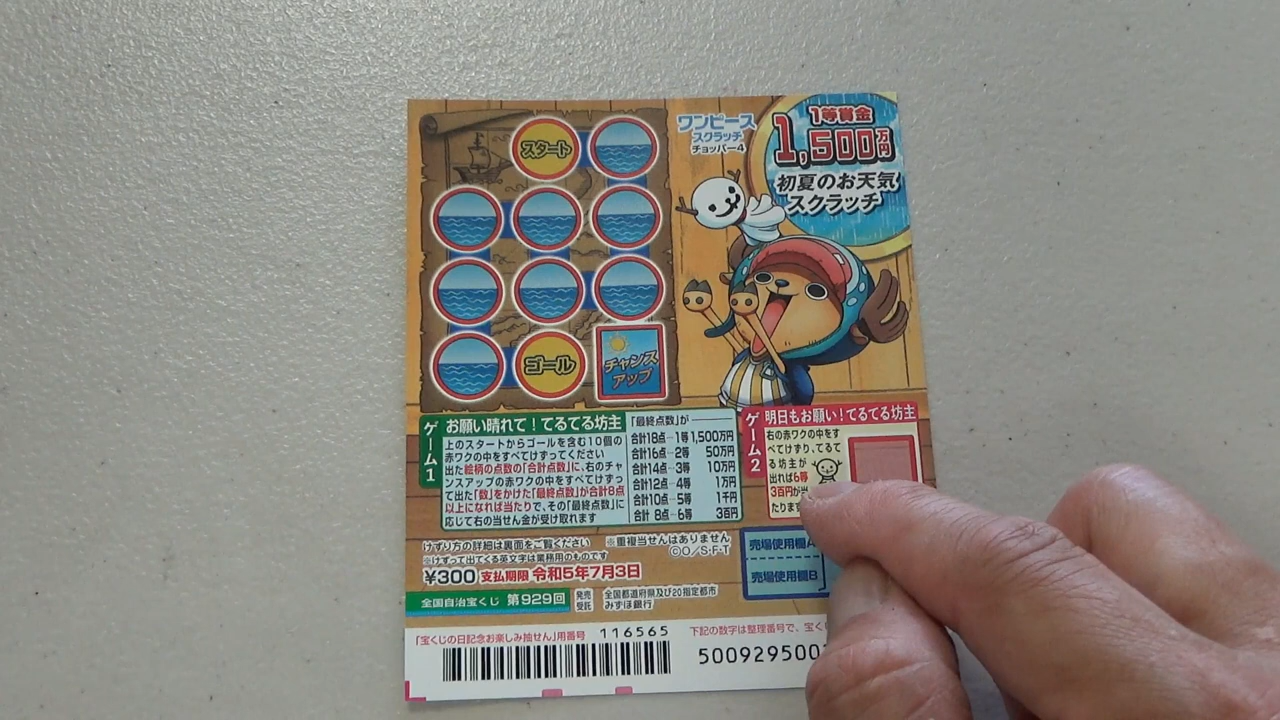 スタート
ワンピース
スクラッチ
チョッパー4
1等賞金
1,500万円
初夏のお天気
スクラッチ
ゴール
チャンス
アップ
ゲーム1
お願い晴れて!てるてる坊主
上のスタートからゴールを含む10個の
赤ワクの中をすべてけずってください
出た絵柄の点数の「合計点数」に、右のチャ
ンスアップの赤ワクの中をすべてけずっ
て出た「数」をかけた「最終点数」が合計8点
以上になれば当たりで、その「最終点数」に
応じて右の当せん金が受け取れます
「最終点数」が
合計18点…1等 1,500万円
合計16点…2等 50万円
合計14点…3等 10万円
合計12点…4等 1万円
合計10点…5等 1千円
合計 8点…6等 3百円
ゲーム2
明日もお願い!てるてる坊主
右の赤ワクの中をす
べてけずり、てるて
る坊主が
出れば6等
3百円が当
たります
けずり方の詳細は裏面をご覧ください ※重複当せんはありません
※けずって出てくる英文字は業務用のものです
©O/S・F・T
¥300 支払期限 令和5年7月3日
売場使用欄A
売場使用欄B
全国自治宝くじ 第929回
発売 全国都道府県及び20指定都市
受託 みずほ銀行
「宝くじの日記念お楽しみ抽せん」用番号 116565
下記の数字は整理番号で、宝く
500929500